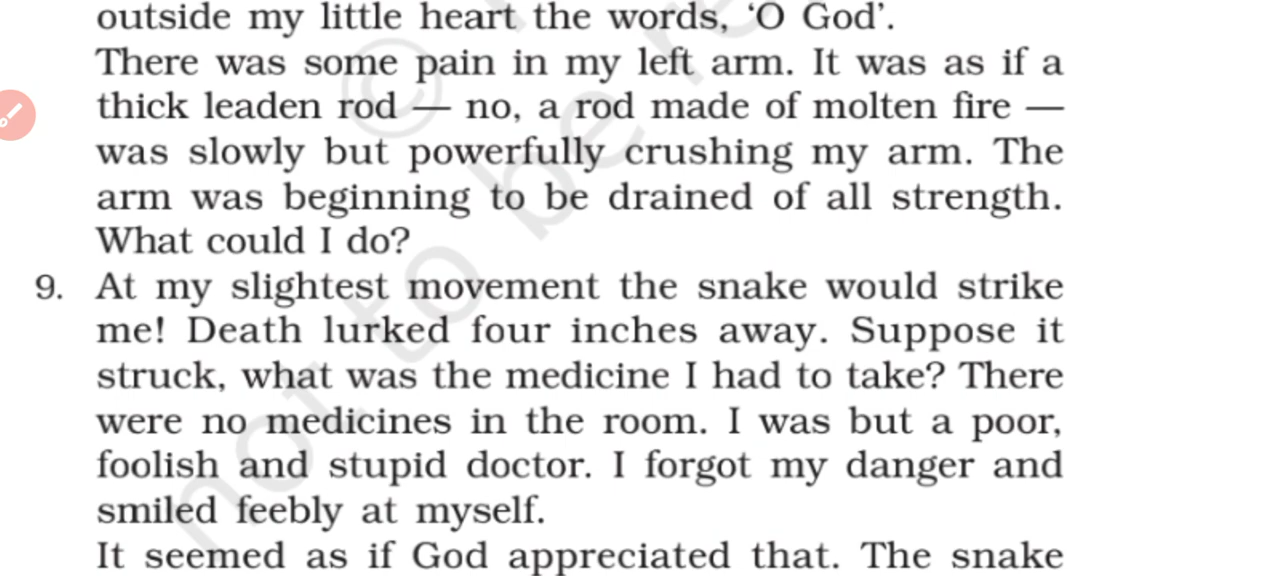 outside my little heart the words, ‘O God’.
There was some pain in my left arm. It was as if a
thick leaden rod — no, a rod made of molten fire —
was slowly but powerfully crushing my arm. The
arm was beginning to be drained of all strength.
What could I do?
9. At my slightest movement the snake would strike
me! Death lurked four inches away. Suppose it
struck, what was the medicine I had to take? There
were no medicines in the room. I was but a poor,
foolish and stupid doctor. I forgot my danger and
smiled feebly at myself.
It seemed as if God appreciated that. The snake
©
not to be re